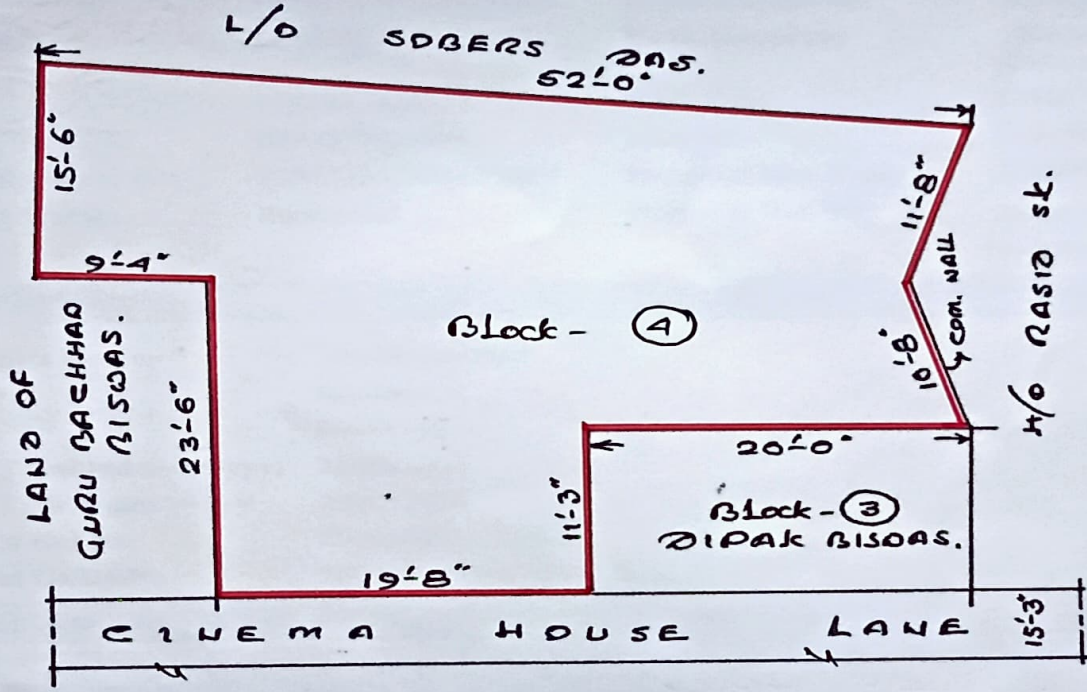 L/O SOBERS DAS.
52'-0"
15'-6"
9'-4"
LAND OF
GURU BACHHAD
BISWAS.
23'-6"
Block - 4
11'-8"
10'-8"
COM. WALL
H/O RASID SK.
20'-0"
11'-3"
Block - 3
DIPAK BISWAS.
19'-8"
CINEMA HOUSE LANE
15'-3"